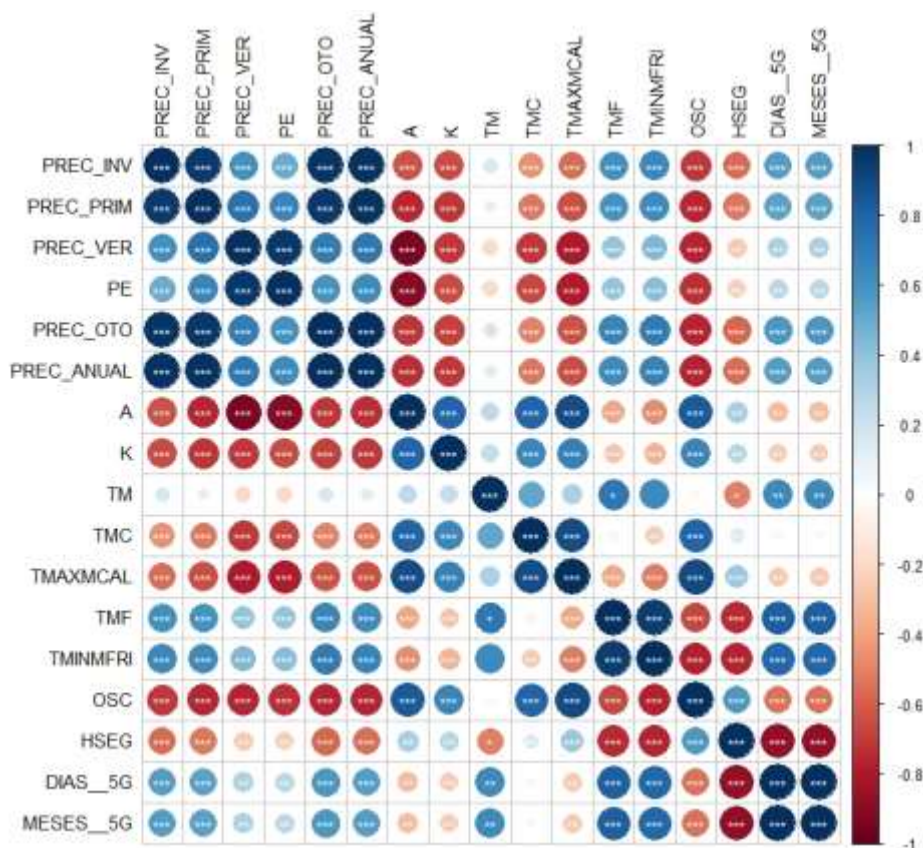 PREC_INV PREC_PRIM PREC_VER PE PREC_OTO PREC_ANUAL A K TM TMC TMAXMCAL TMF TMINMFRI OSC HSEG DIAS__5G MESES__5G
PREC_INV
PREC_PRIM
PREC_VER
PE
PREC_OTO
PREC_ANUAL
A
K
TM
TMC
TMAXMCAL
TMF
TMINMFRI
OSC
HSEG
DIAS__5G
MESES__5G
1
0.8
0.6
0.4
0.2
0
-0.2
-0.4
-0.6
-0.8
-1